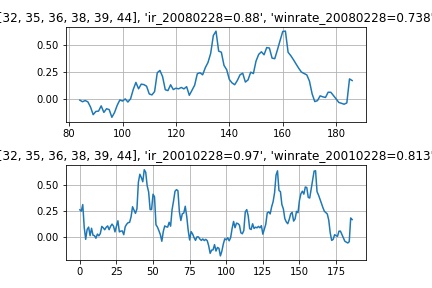 [32, 35, 36, 38, 39, 44], 'ir_20080228=0.88', 'winrate_20080228=0.738'
0.50
0.25
0.00
80 100 120 140 160 180
[32, 35, 36, 38, 39, 44], 'ir_20010228=0.97', 'winrate_20010228=0.813'
0.50
0.25
0.00
0 25 50 75 100 125 150 175